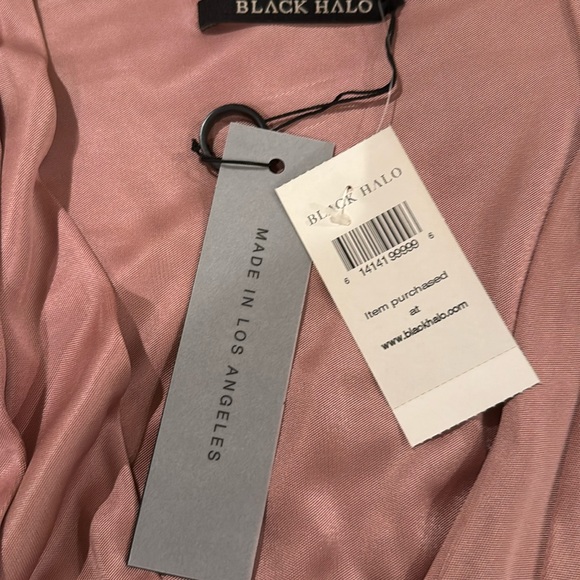 BLACK HALO
MADE IN LOS ANGELES
BLACK HALO
6 14141 99999 6
Item purchased
at
www.blackhalo.com